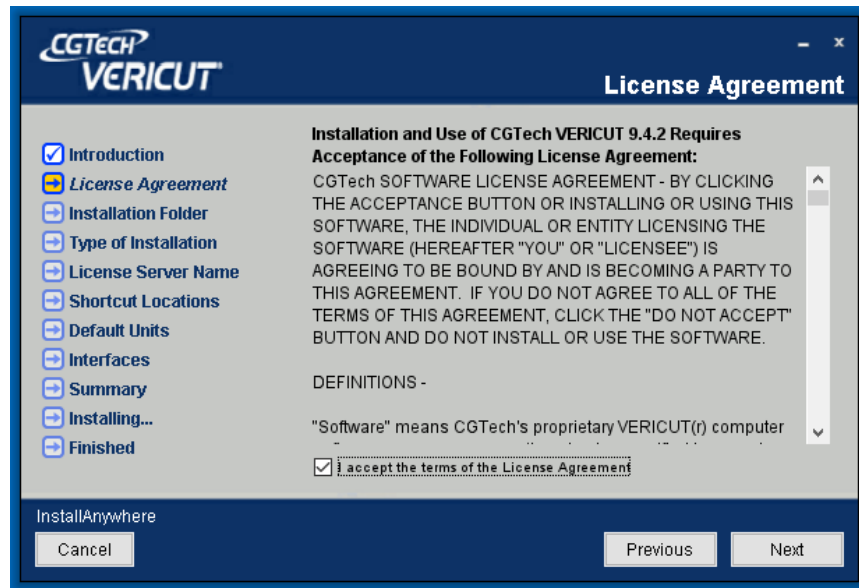 CGTECH
VERICUT
License Agreement
Introduction
License Agreement
Installation Folder
Type of Installation
License Server Name
Shortcut Locations
Default Units
Interfaces
Summary
Installing...
Finished
Installation and Use of CGTech VERICUT 9.4.2 Requires
Acceptance of the Following License Agreement:
CGTech SOFTWARE LICENSE AGREEMENT - BY CLICKING
THE ACCEPTANCE BUTTON OR INSTALLING OR USING THIS
SOFTWARE, THE INDIVIDUAL OR ENTITY LICENSING THE
SOFTWARE (HEREAFTER "YOU" OR "LICENSEE") IS
AGREEING TO BE BOUND BY AND IS BECOMING A PARTY TO
THIS AGREEMENT.  IF YOU DO NOT AGREE TO ALL OF THE
TERMS OF THIS AGREEMENT, CLICK THE "DO NOT ACCEPT"
BUTTON AND DO NOT INSTALL OR USE THE SOFTWARE.
DEFINITIONS -
"Software" means CGTech's proprietary VERICUT(r) computer
I accept the terms of the License Agreement
InstallAnywhere
Cancel
Previous
Next